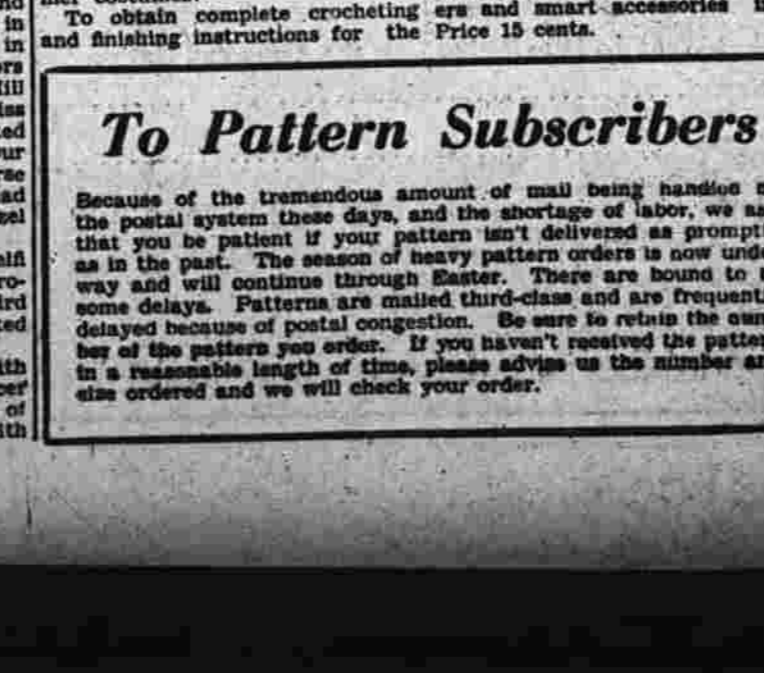 To obtain complete crocheting
and finishing instructions for the
ers and smart accessories
Price 15 cents.
To Pattern Subscribers
Because of the tremendous amount of mail being handled
the postal system these days, and the shortage of labor, we
that you be patient if your pattern isn't delivered as prompt
as in the past. The season of heavy pattern orders is now und
way and will continue through Easter. There are bound to
some delays. Patterns are mailed third-class and are frequent
delayed because of postal congestion. Be sure to retain the num
ber of the pattern you order. If you haven't received the patte
in a reasonable length of time, please advise us the number a
size ordered and we will check your order.